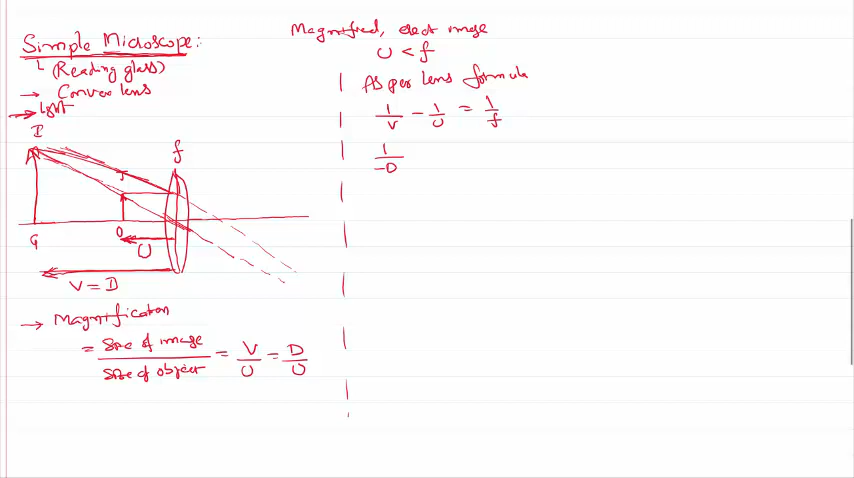 Simple Microscope:
(Reading glass)
→ Convex lens
→ light
I
f
G
O
U
V = D
→ Magnification
= Size of image / Size of object = V/U = D/U
Magnified, erect image
U < f
As per lens formula
1/V - 1/U = 1/f
1/-D